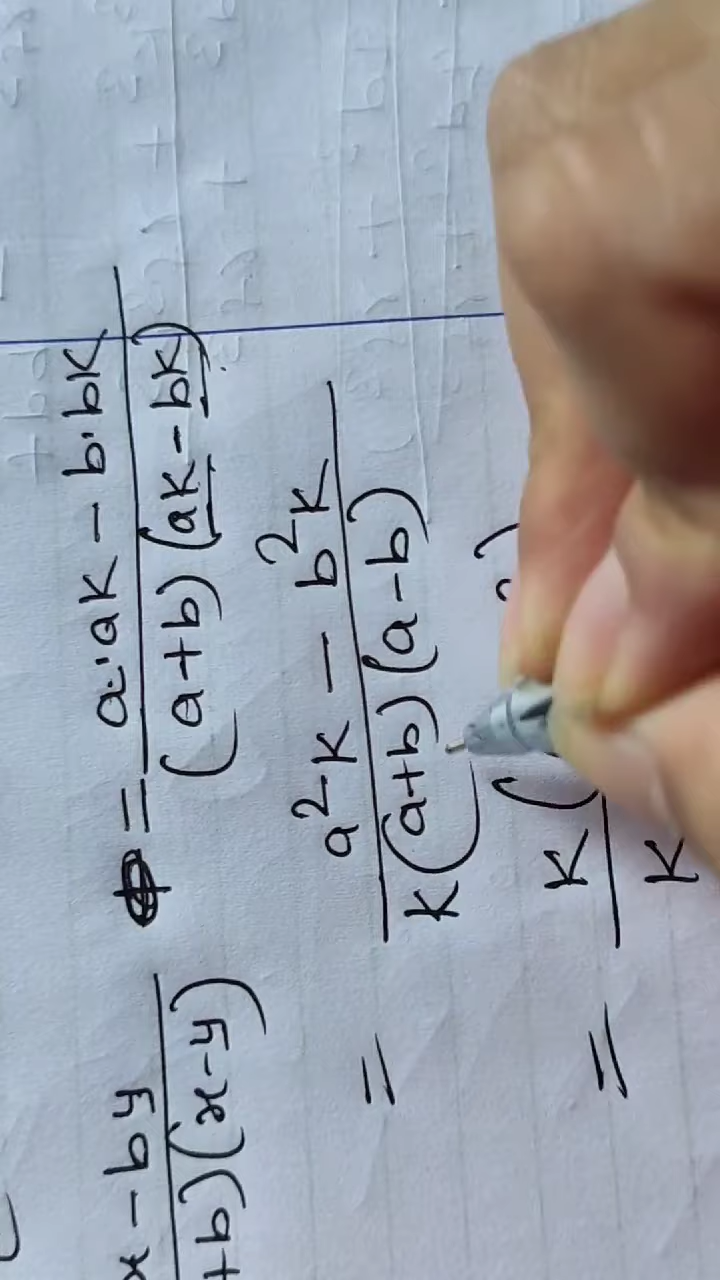 x - by
+b)(x-y)
= a·ak - b·bk
(a+b)(ak - bk)
= a²k - b²k
k(a+b)(a-b)
= k(
k